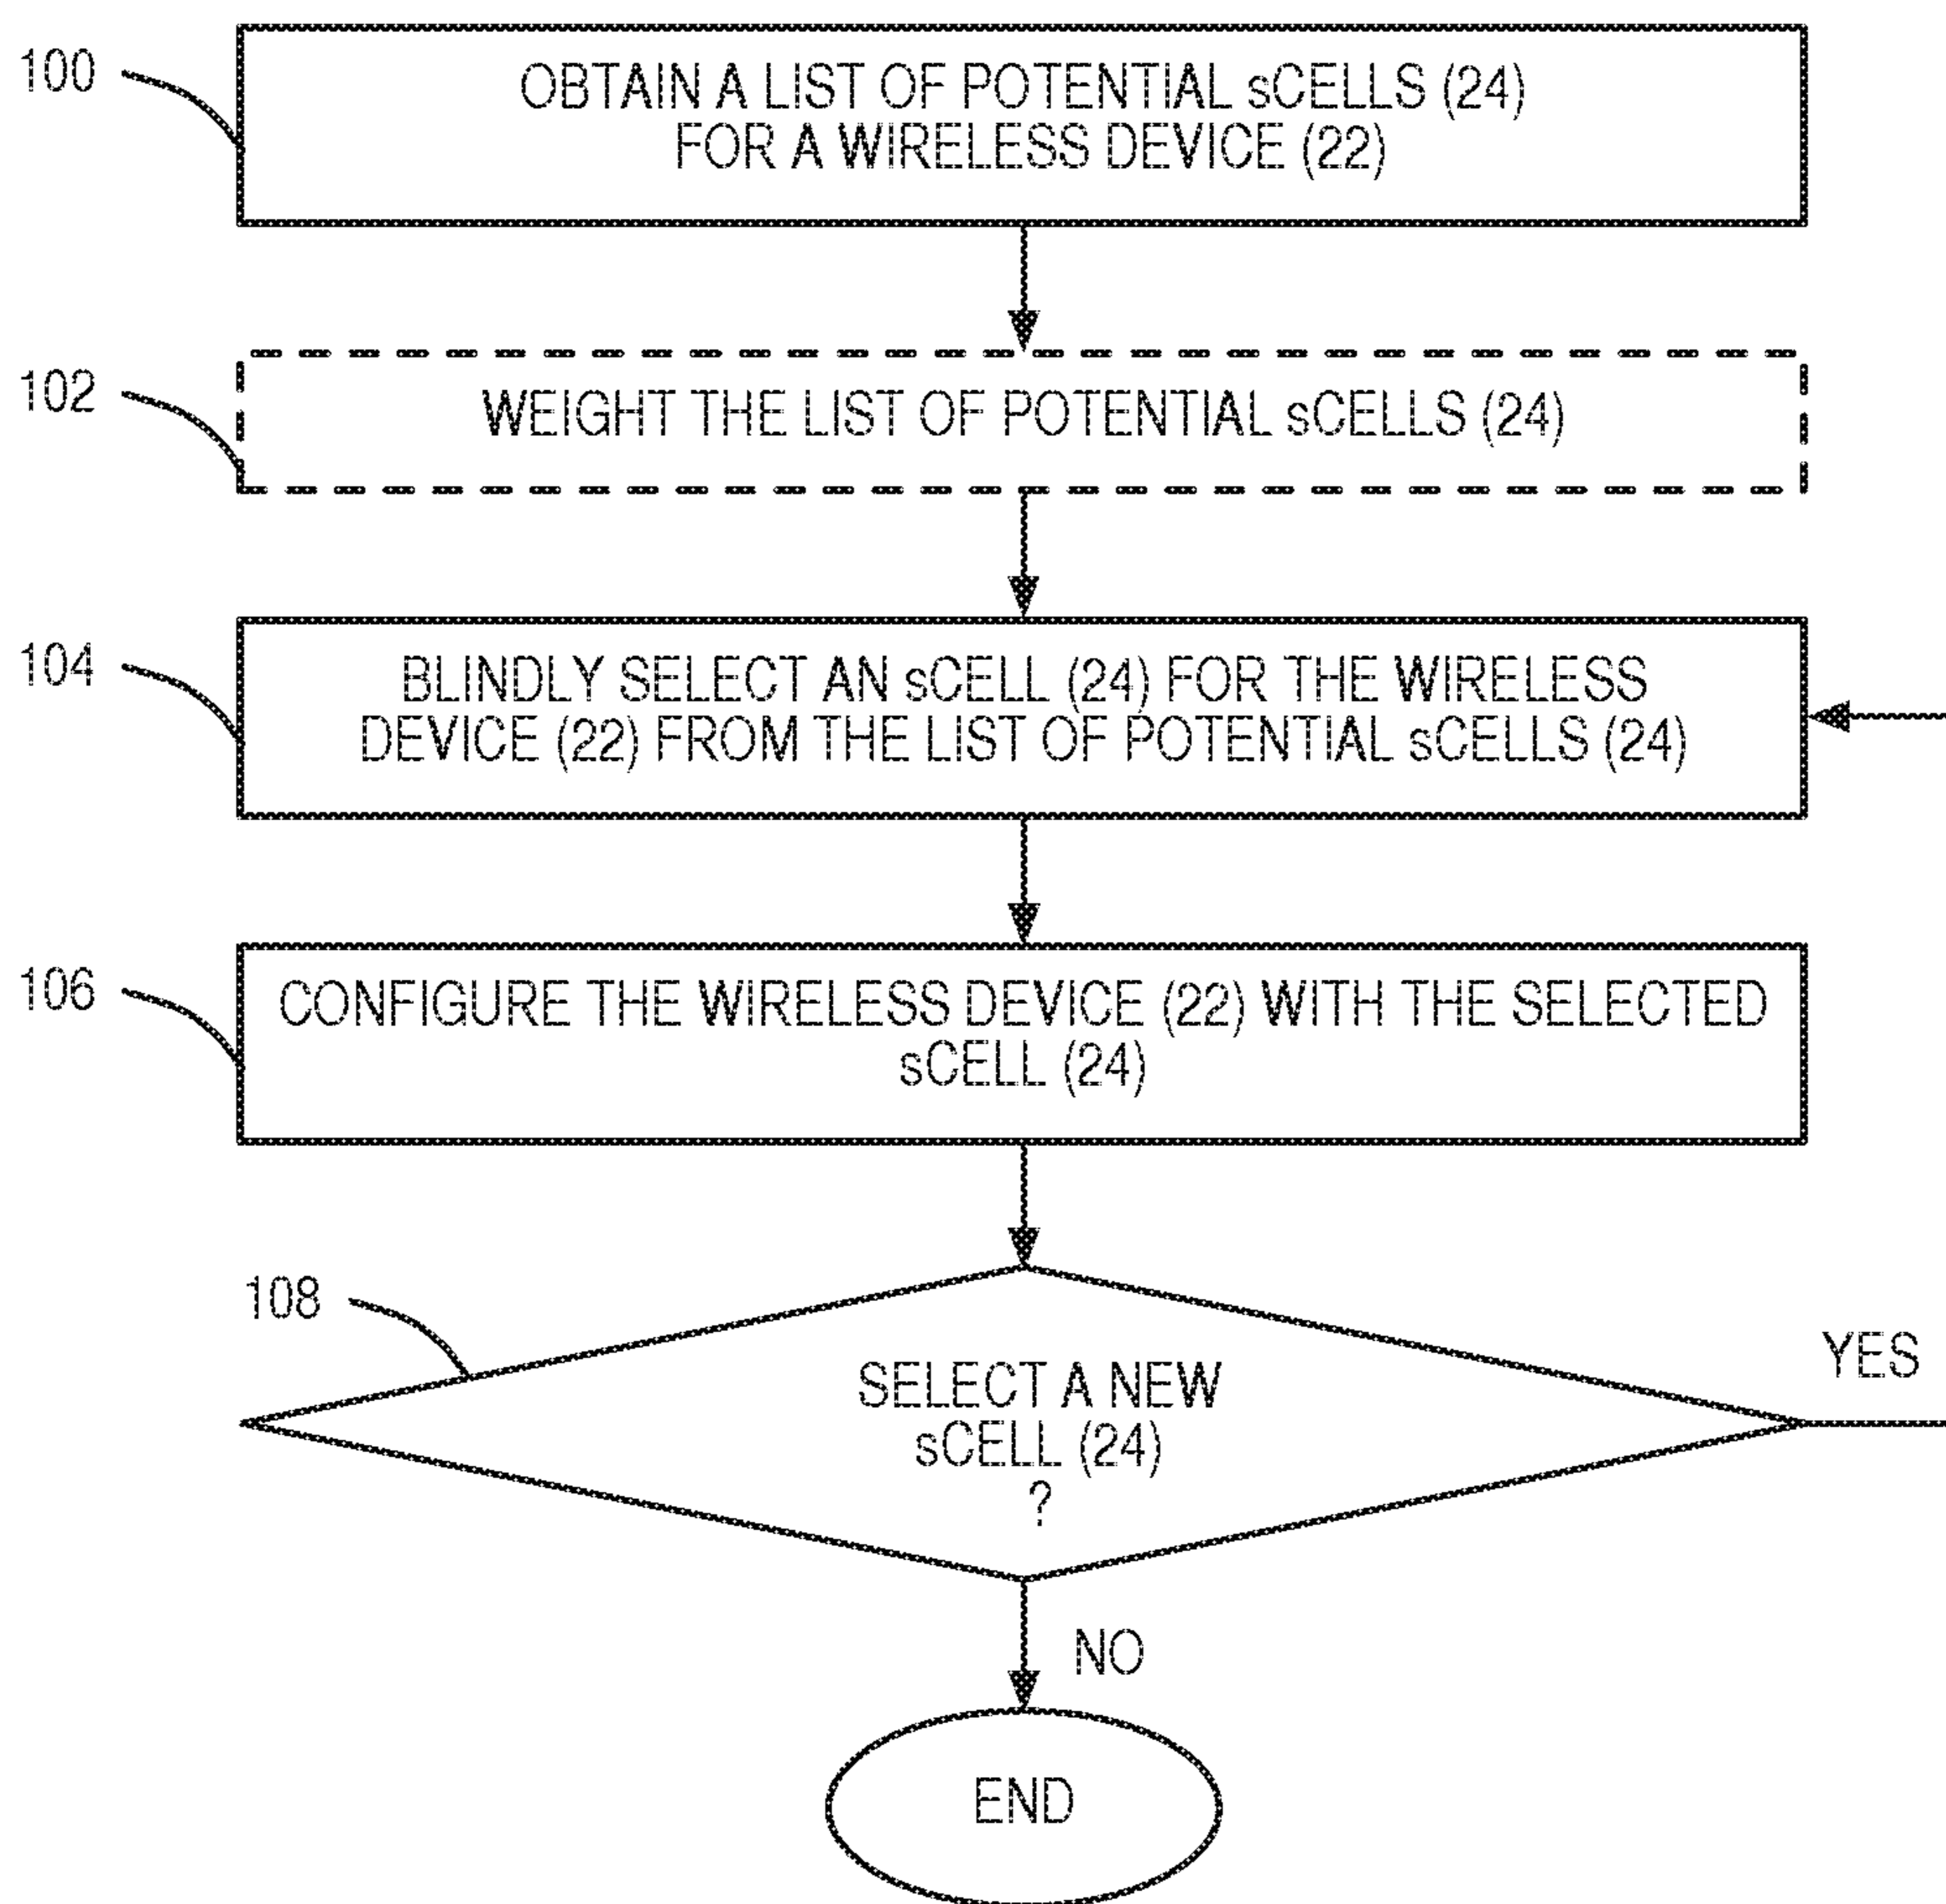 100
OBTAIN A LIST OF POTENTIAL sCELLS (24)
FOR A WIRELESS DEVICE (22)
102
WEIGHT THE LIST OF POTENTIAL sCELLS (24)
104
BLINDLY SELECT AN sCELL (24) FOR THE WIRELESS
DEVICE (22) FROM THE LIST OF POTENTIAL sCELLS (24)
106
CONFIGURE THE WIRELESS DEVICE (22) WITH THE SELECTED
sCELL (24)
108
SELECT A NEW
sCELL (24)
?
YES
NO
END